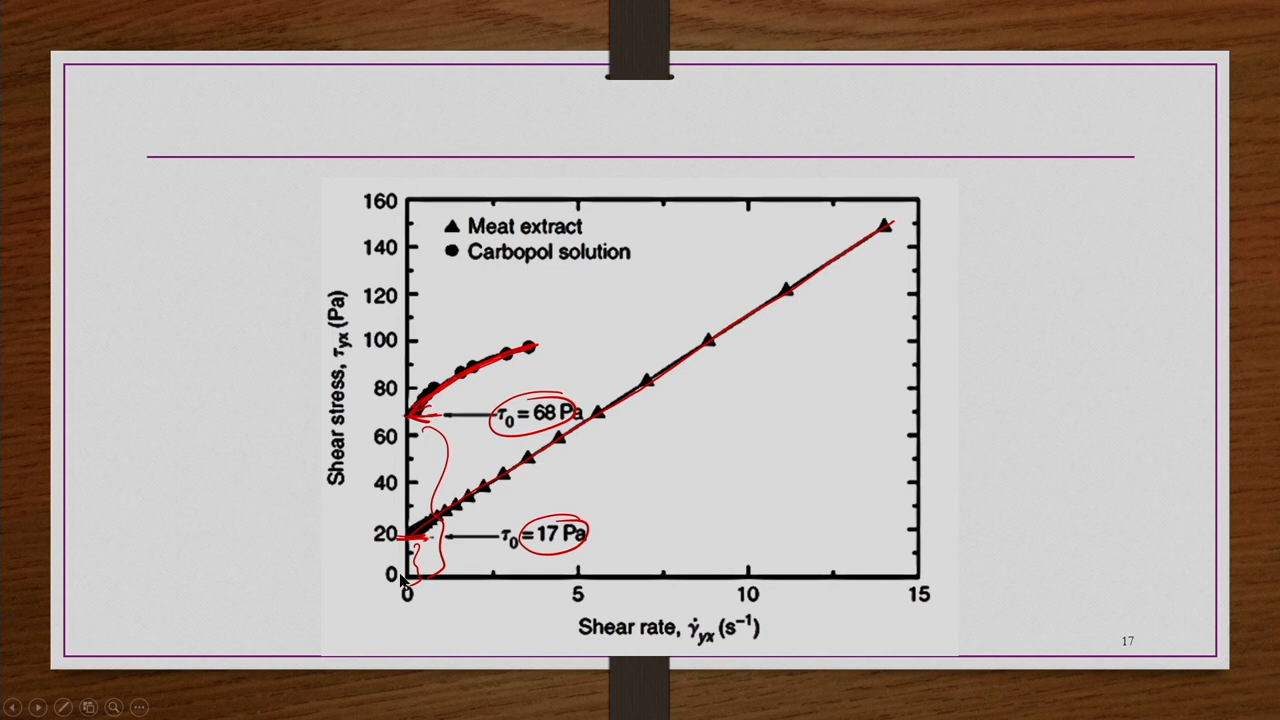 160
140
120
100
80
60
40
20
0
Shear stress, τyx (Pa)
▲ Meat extract
● Carbopol solution
τ0 = 68 Pa
τ0 = 17 Pa
0 5 10 15
Shear rate, γ̇yx (s⁻¹)
17